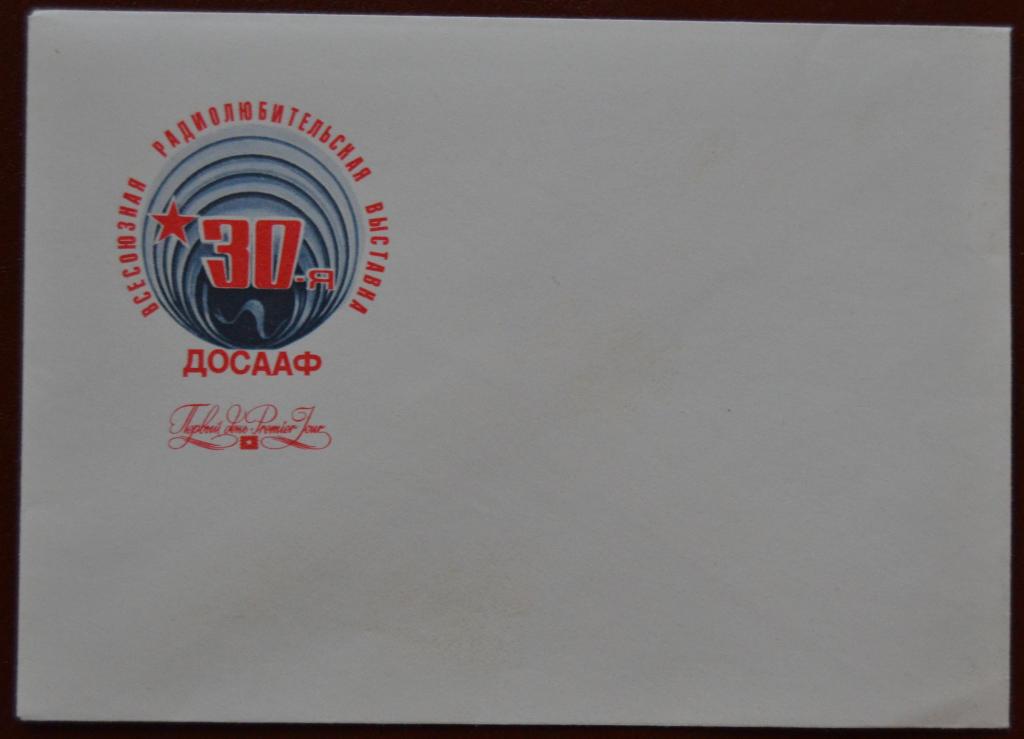 ВСЕСОЮЗНАЯ РАДИОЛЮБИТЕЛЬСКАЯ ВЫСТАВКА
30-я
ДОСААФ
Первый день·Premier Jour